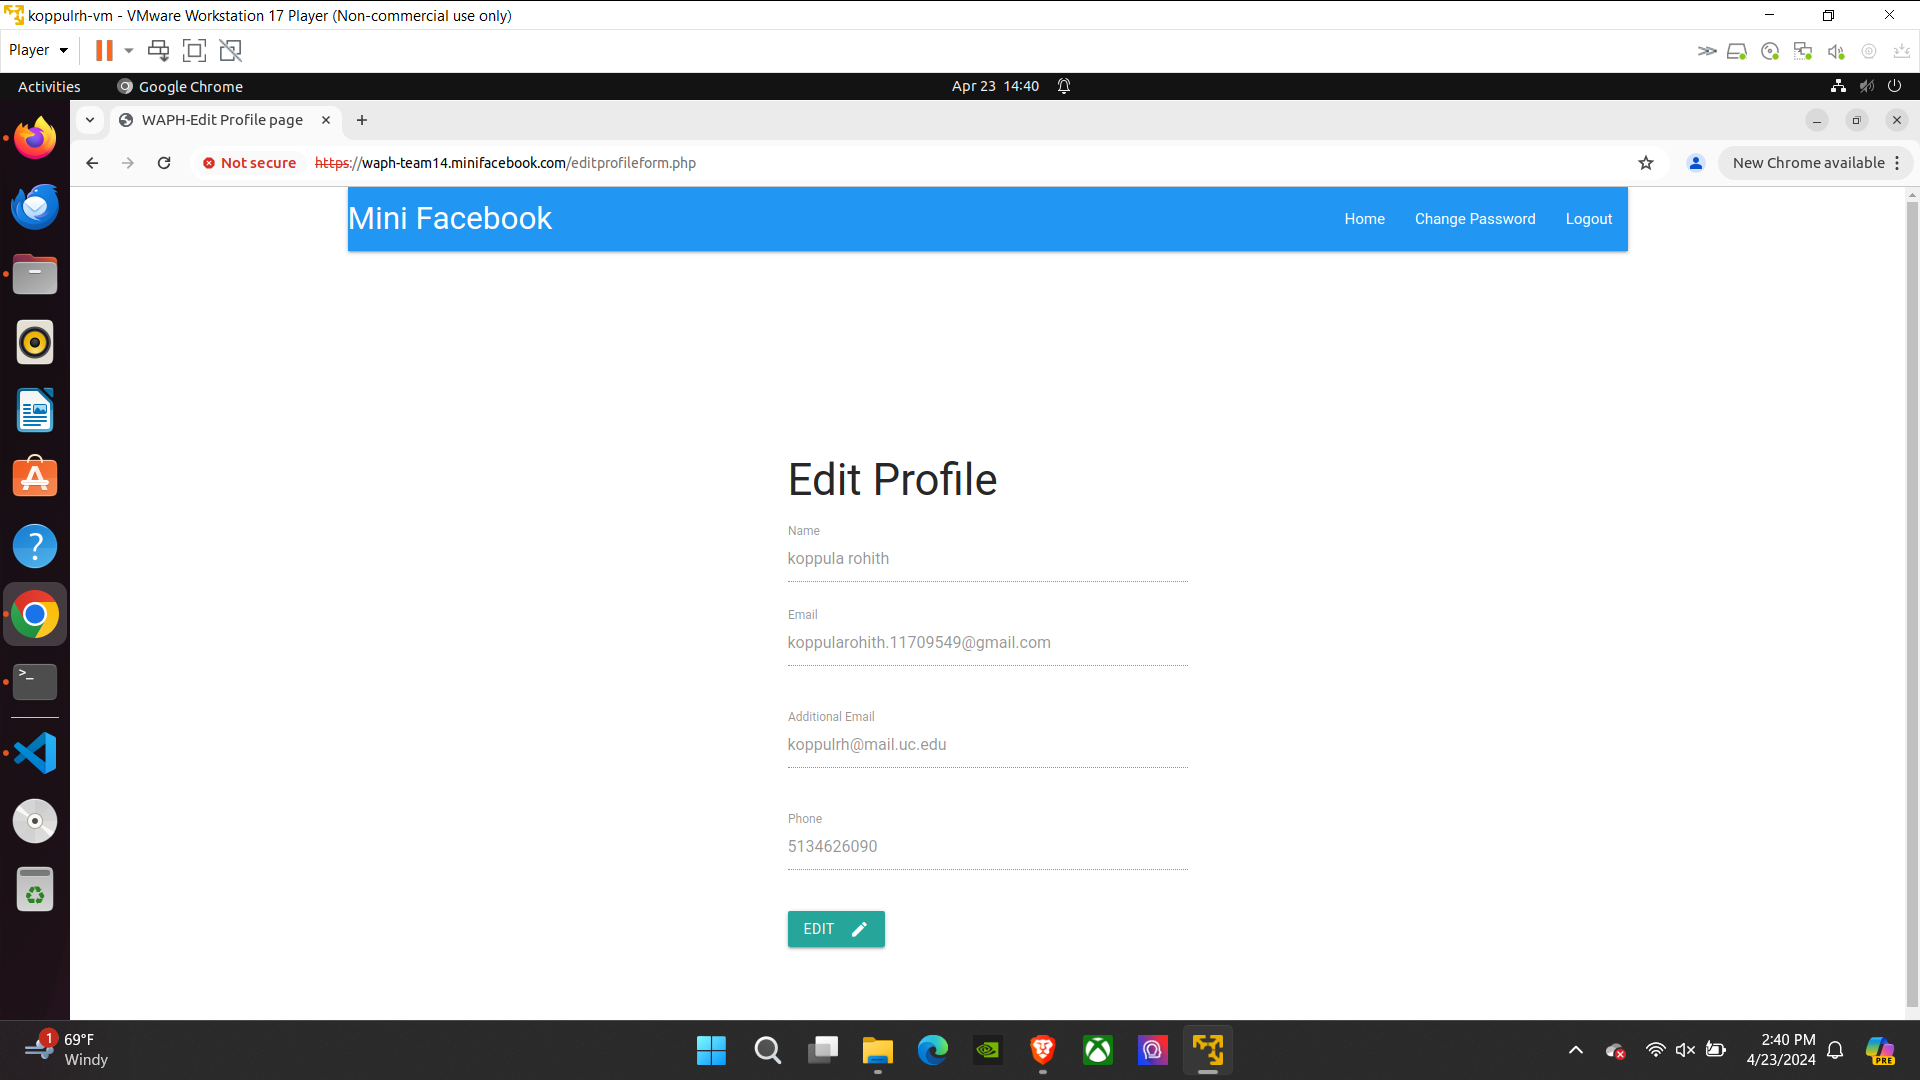 koppulrh-vm - VMware Workstation 17 Player (Non-commercial use only)
Player
Activities
Google Chrome
Apr 23 14:40
WAPH-Edit Profile page
Not secure
https://waph-team14.minifacebook.com/editprofileform.php
New Chrome available
Mini Facebook
Home
Change Password
Logout
Edit Profile
Name
koppula rohith
Email
koppularohith.11709549@gmail.com
Additional Email
koppulrh@mail.uc.edu
Phone
5134626090
EDIT
1
69°F
Windy
2:40 PM
4/23/2024
PRE